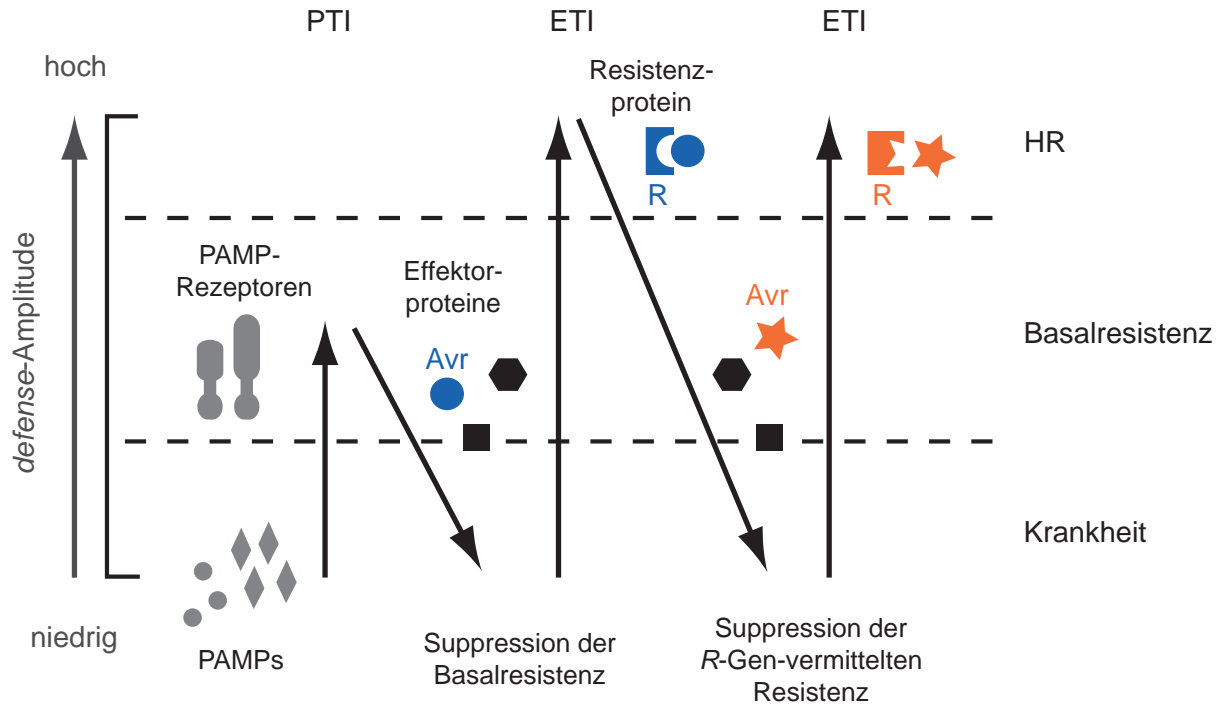 PTI
ETI
ETI
hoch
Resistenz-
protein
HR
R
R
PAMP-
Rezeptoren
Effektor-
proteine
Avr
Avr
Basalresistenz
defense-Amplitude
Krankheit
niedrig
PAMPs
Suppression der
Basalresistenz
Suppression der
R-Gen-vermittelten
Resistenz